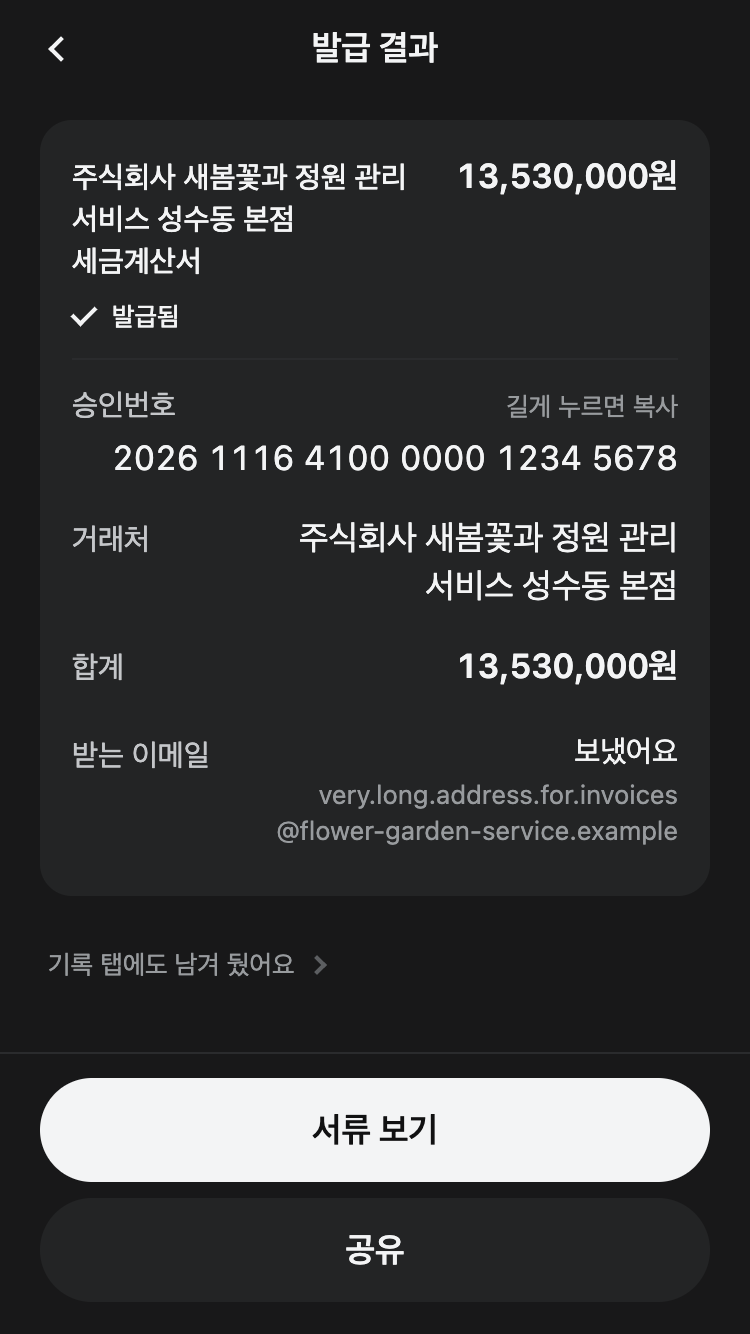 발급 결과
주식회사 새봄꽃과 정원 관리 13,530,000원
서비스 성수동 본점
세금계산서
발급됨
승인번호 길게 누르면 복사
2026 1116 4100 0000 1234 5678
거래처 주식회사 새봄꽃과 정원 관리
서비스 성수동 본점
합계 13,530,000원
받는 이메일 보냈어요
very.long.address.for.invoices
@flower-garden-service.example
기록 탭에도 남겨 뒀어요
서류 보기
공유